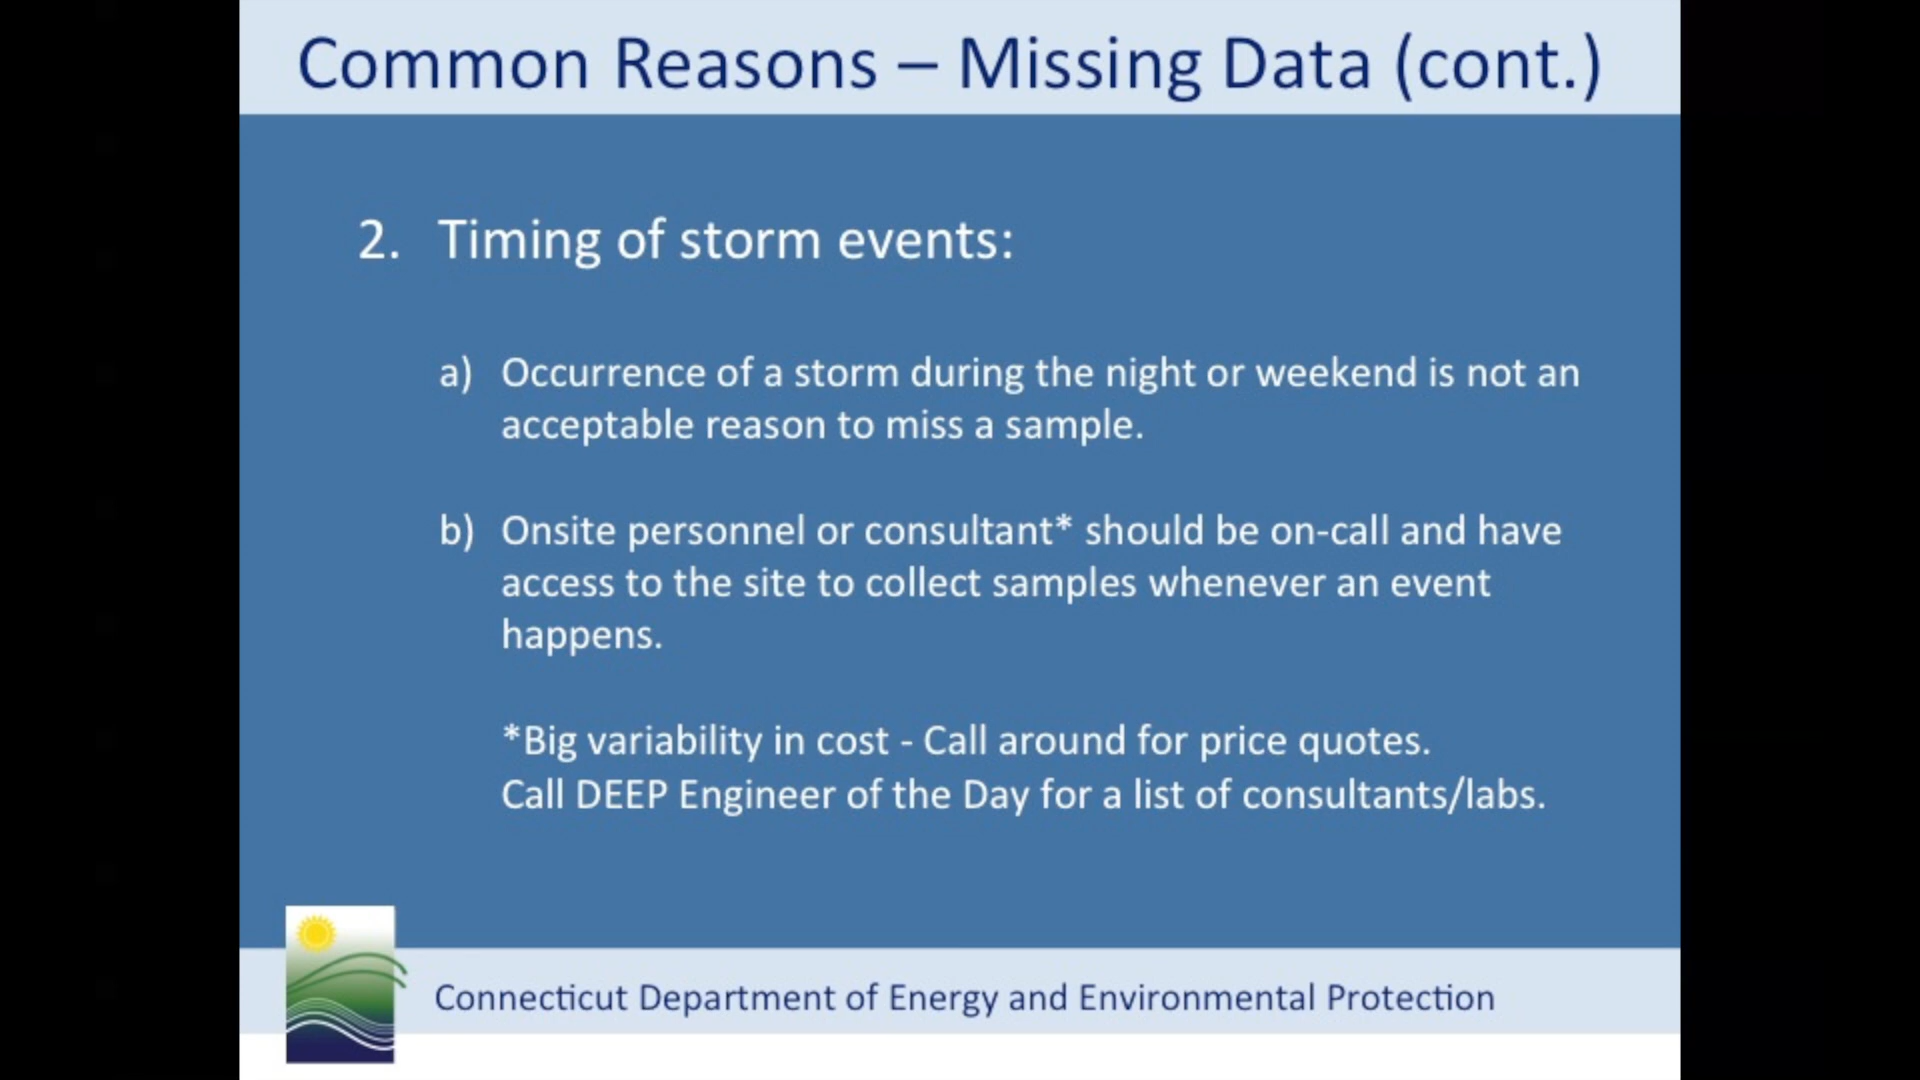 Common Reasons – Missing Data (cont.)
2. Timing of storm events:
a) Occurrence of a storm during the night or weekend is not an
acceptable reason to miss a sample.
b) Onsite personnel or consultant* should be on-call and have
access to the site to collect samples whenever an event
happens.
*Big variability in cost - Call around for price quotes.
Call DEEP Engineer of the Day for a list of consultants/labs.
Connecticut Department of Energy and Environmental Protection